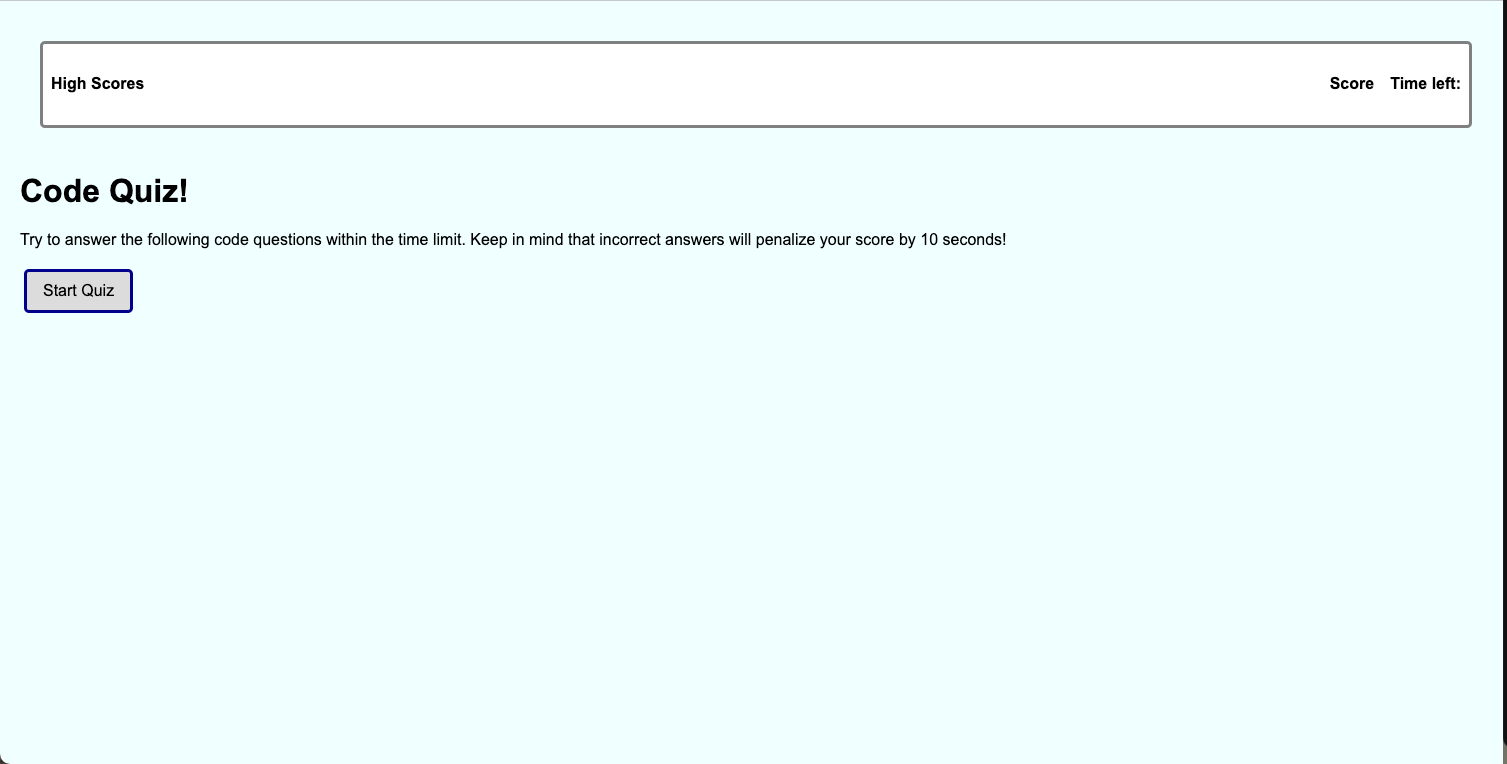 High Scores Score Time left:
Code Quiz!
Try to answer the following code questions within the time limit. Keep in mind that incorrect answers will penalize your score by 10 seconds!
Start Quiz